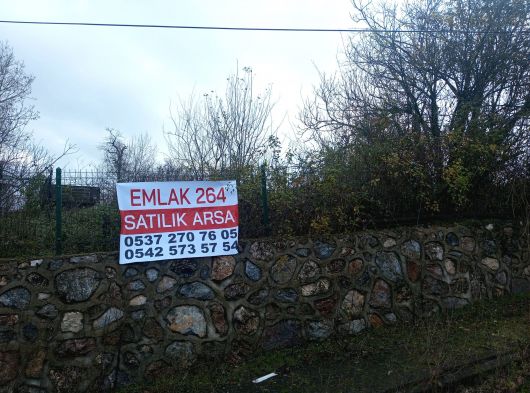 EMLAK 264
SATILIK ARSA
0537 270 76 05
0542 573 57 54